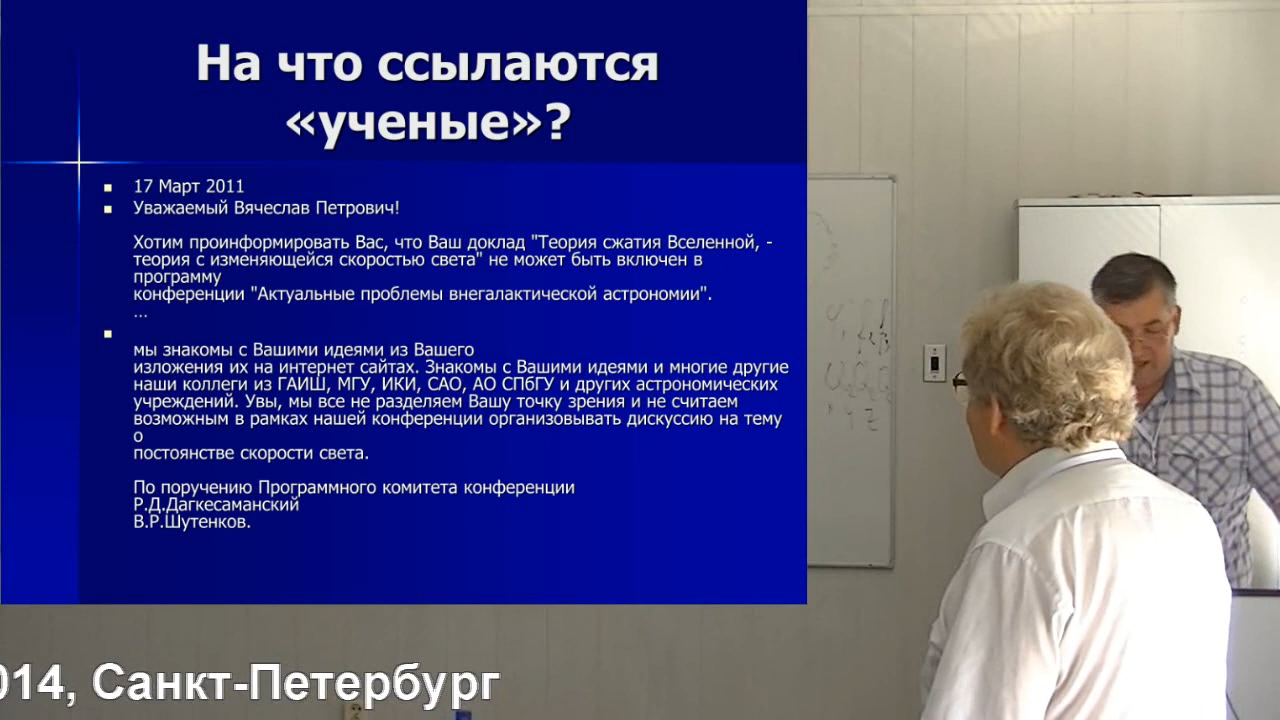 На что ссылаются
«ученые»?
17 Март 2011
Уважаемый Вячеслав Петрович!
Хотим проинформировать Вас, что Ваш доклад "Теория сжатия Вселенной, -
теория с изменяющейся скоростью света" не может быть включен в
программу
конференции "Актуальные проблемы внегалактической астрономии".
...
мы знакомы с Вашими идеями из Вашего
изложения их на интернет сайтах. Знакомы с Вашими идеями и многие другие
наши коллеги из ГАИШ, МГУ, ИКИ, САО, АО СПбГУ и других астрономических
учреждений. Увы, мы все не разделяем Вашу точку зрения и не считаем
возможным в рамках нашей конференции организовывать дискуссию на тему
о
постоянстве скорости света.
По поручению Программного комитета конференции
Р.Д.Дагкесаманский
В.Р.Шутенков.
014, Санкт-Петербург